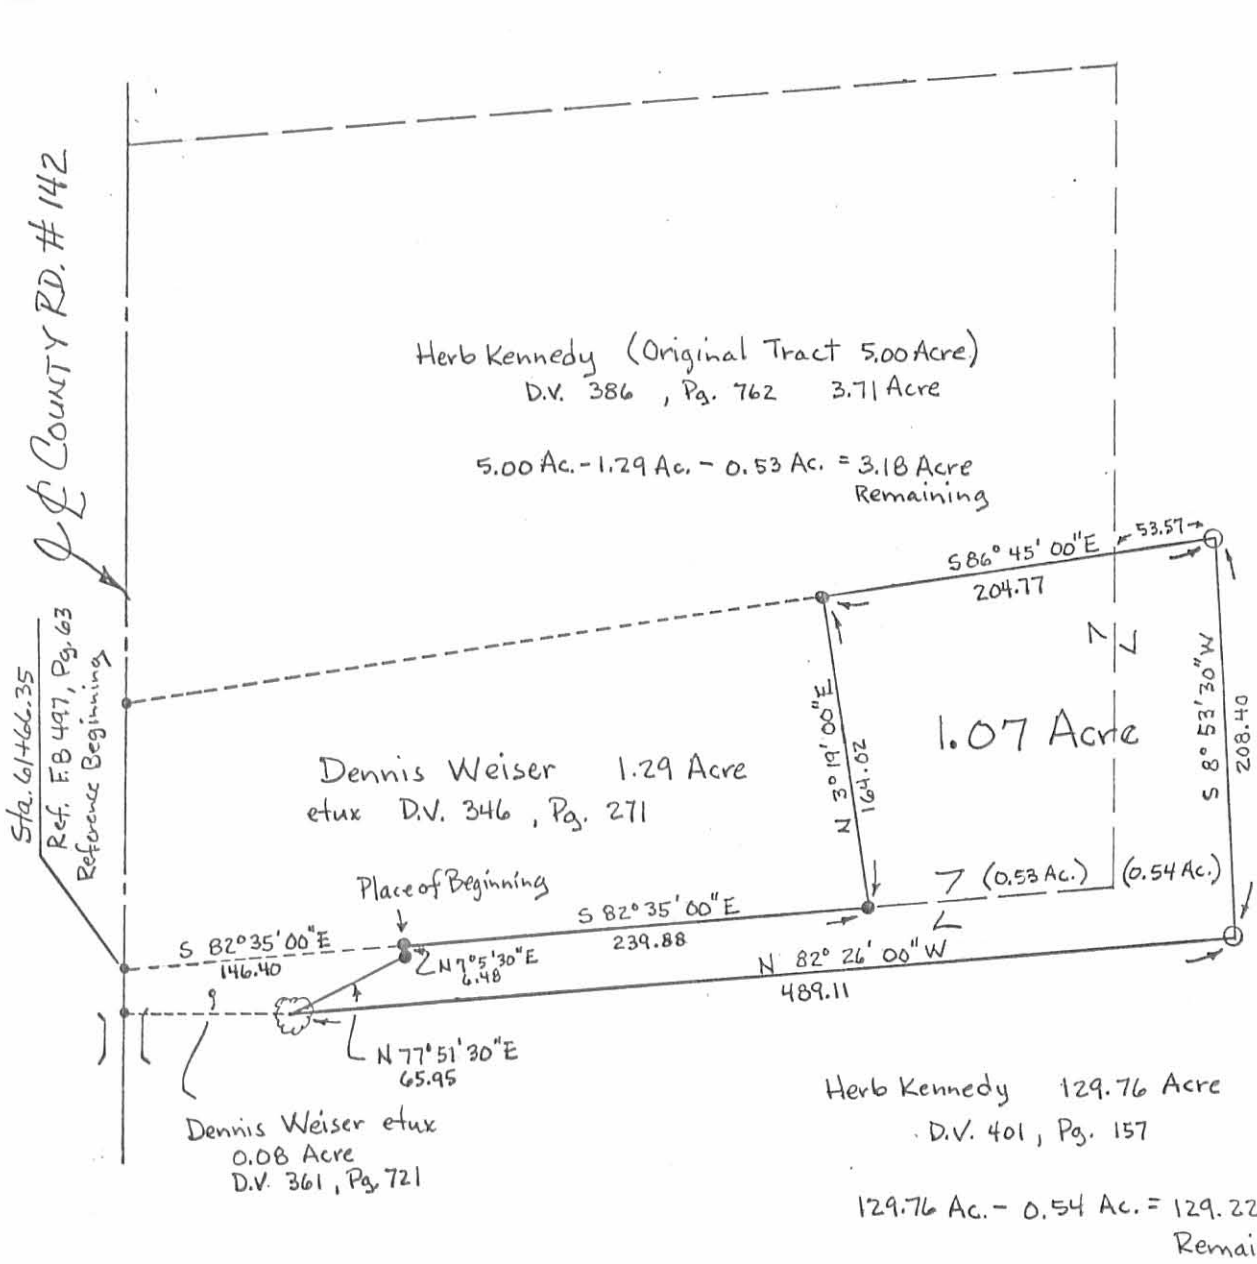 ℄ COUNTY RD. # 142
Sta. 61+66.35
Ref. F.B 497, Pg. 63
Reference Beginning
Herb Kennedy (Original Tract 5.00 Acre)
D.V. 386 , Pg. 762 3.71 Acre
5.00 Ac. - 1.29 Ac. - 0.53 Ac. = 3.18 Acre
Remaining
53.57
S 86° 45' 00" E
204.77
N 3° 19' 00" E
164.02
1.07 Acre
S 8° 53' 30" W
208.40
Dennis Weiser 1.29 Acre
etux D.V. 346 , Pg. 271
(0.53 Ac.) (0.54 Ac.)
Place of Beginning
S 82° 35' 00" E
239.88
S 82° 35' 00" E
146.40
N 7° 5' 30" E
6.48
N 82° 26' 00" W
489.11
N 77° 51' 30" E
65.95
Dennis Weiser etux
0.08 Acre
D.V. 361 , Pg. 721
Herb Kennedy 129.76 Acre
D.V. 401 , Pg. 157
129.76 Ac. - 0.54 Ac. = 129.22
Remai